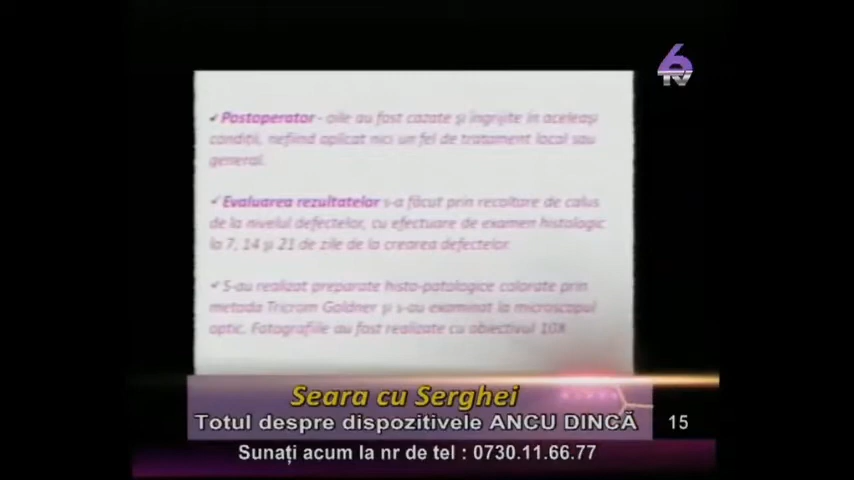 6
TV
✓Postoperator - oile au fost cazate și îngrijite în aceleași
condiții, nefiind aplicat nici un fel de tratament local sau
general.
✓Evaluarea rezultatelor s-a făcut prin recoltare de calus
de la nivelul defectelor, cu efectuare de examen histologic
la 7, 14 și 21 de zile de la crearea defectelor
✓S-au realizat preparate histo-patologice colorate prin
metoda Tricrom Goldner și s-au examinat la microscopul
optic. Fotografiile au fost realizate cu obiectivul 10X
Seara cu Serghei
Totul despre dispozitivele ANCU DINCĂ
15
Sunați acum la nr de tel : 0730.11.66.77